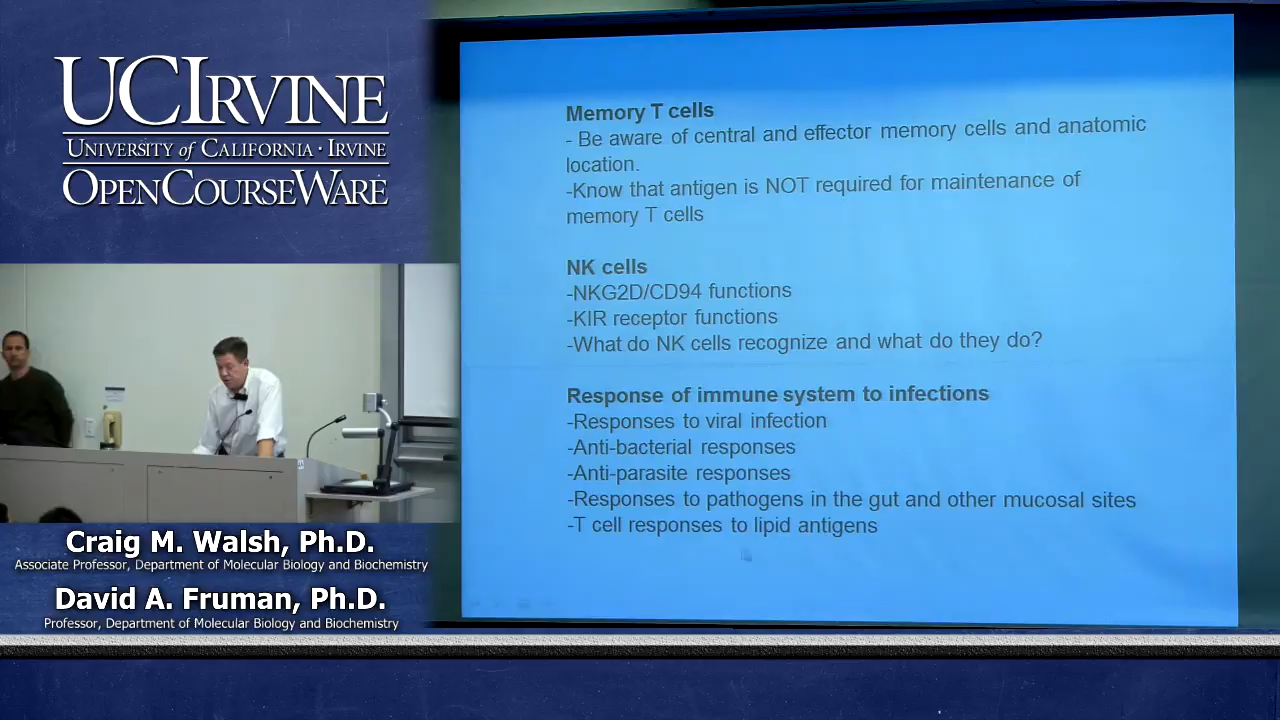 UCIRVINE
UNIVERSITY of CALIFORNIA · IRVINE
OPENCOURSEWARE
Craig M. Walsh, Ph.D.
Associate Professor, Department of Molecular Biology and Biochemistry
David A. Fruman, Ph.D.
Professor, Department of Molecular Biology and Biochemistry
Memory T cells
- Be aware of central and effector memory cells and anatomic
location.
-Know that antigen is NOT required for maintenance of
memory T cells
NK cells
-NKG2D/CD94 functions
-KIR receptor functions
-What do NK cells recognize and what do they do?
Response of immune system to infections
-Responses to viral infection
-Anti-bacterial responses
-Anti-parasite responses
-Responses to pathogens in the gut and other mucosal sites
-T cell responses to lipid antigens